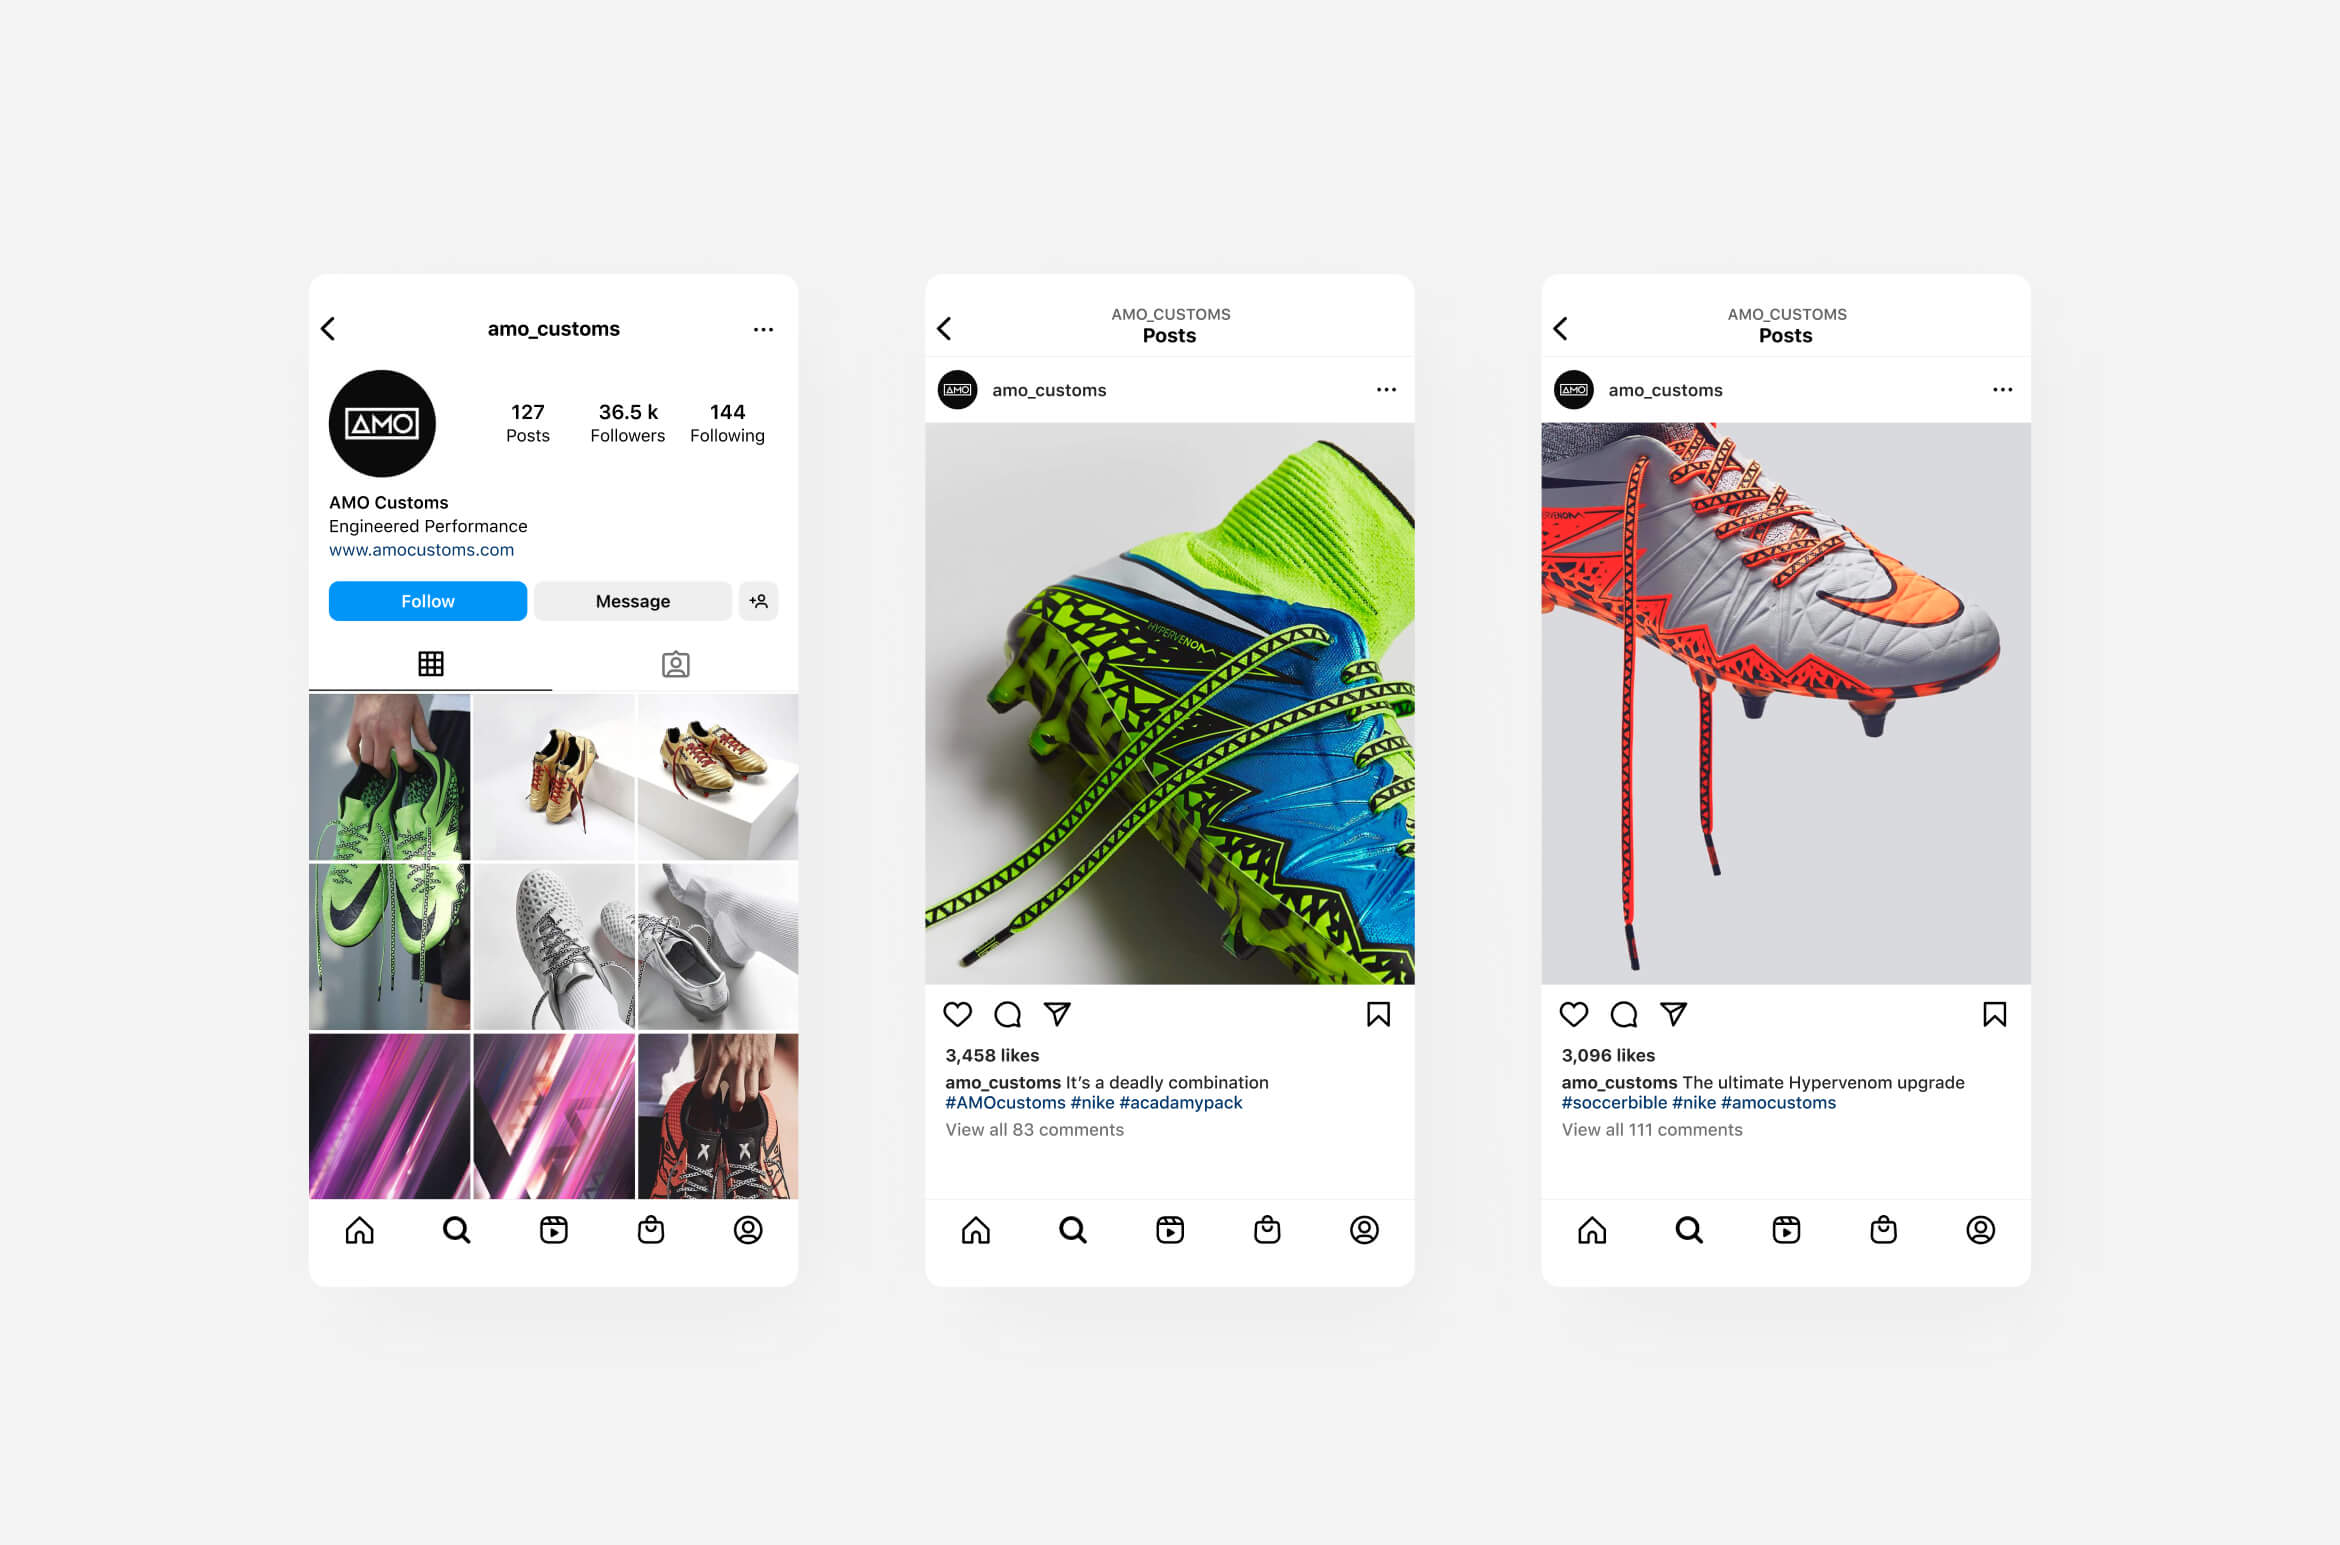 amo_customs
AMO
127
Posts
36.5 k
Followers
144
Following
AMO Customs
Engineered Performance
www.amocustoms.com
Follow
Message
X X
AMO_CUSTOMS
Posts
AMO
amo_customs
HYPERVENOM
3,458 likes
amo_customs It’s a deadly combination
#AMOcustoms #nike #acadamypack
View all 83 comments
AMO_CUSTOMS
Posts
AMO
amo_customs
3,096 likes
amo_customs The ultimate Hypervenom upgrade
#soccerbible #nike #amocustoms
View all 111 comments